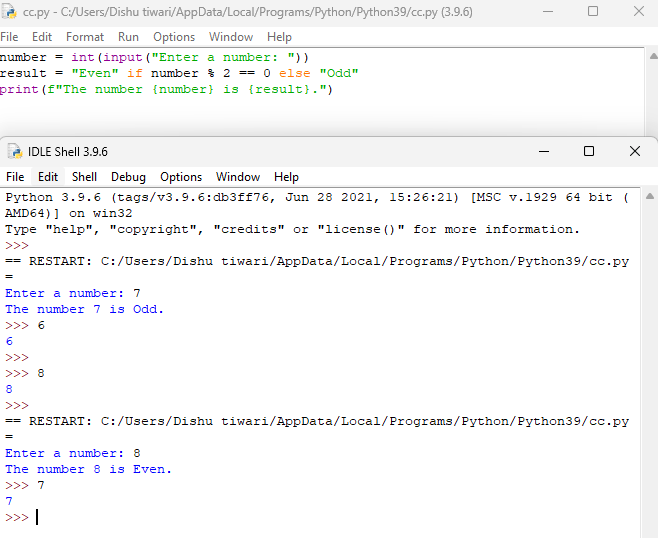 cc.py - C:/Users/Dishu tiwari/AppData/Local/Programs/Python/Python39/cc.py (3.9.6)
File Edit Format Run Options Window Help
number = int(input("Enter a number: "))
result = "Even" if number % 2 == 0 else "Odd"
print(f"The number {number} is {result}.")
IDLE Shell 3.9.6
File Edit Shell Debug Options Window Help
Python 3.9.6 (tags/v3.9.6:db3ff76, Jun 28 2021, 15:26:21) [MSC v.1929 64 bit (
AMD64)] on win32
Type "help", "copyright", "credits" or "license()" for more information.
>>>
== RESTART: C:/Users/Dishu tiwari/AppData/Local/Programs/Python/Python39/cc.py
=
Enter a number: 7
The number 7 is Odd.
>>> 6
6
>>>
>>> 8
8
>>>
== RESTART: C:/Users/Dishu tiwari/AppData/Local/Programs/Python/Python39/cc.py
=
Enter a number: 8
The number 8 is Even.
>>> 7
7
>>>